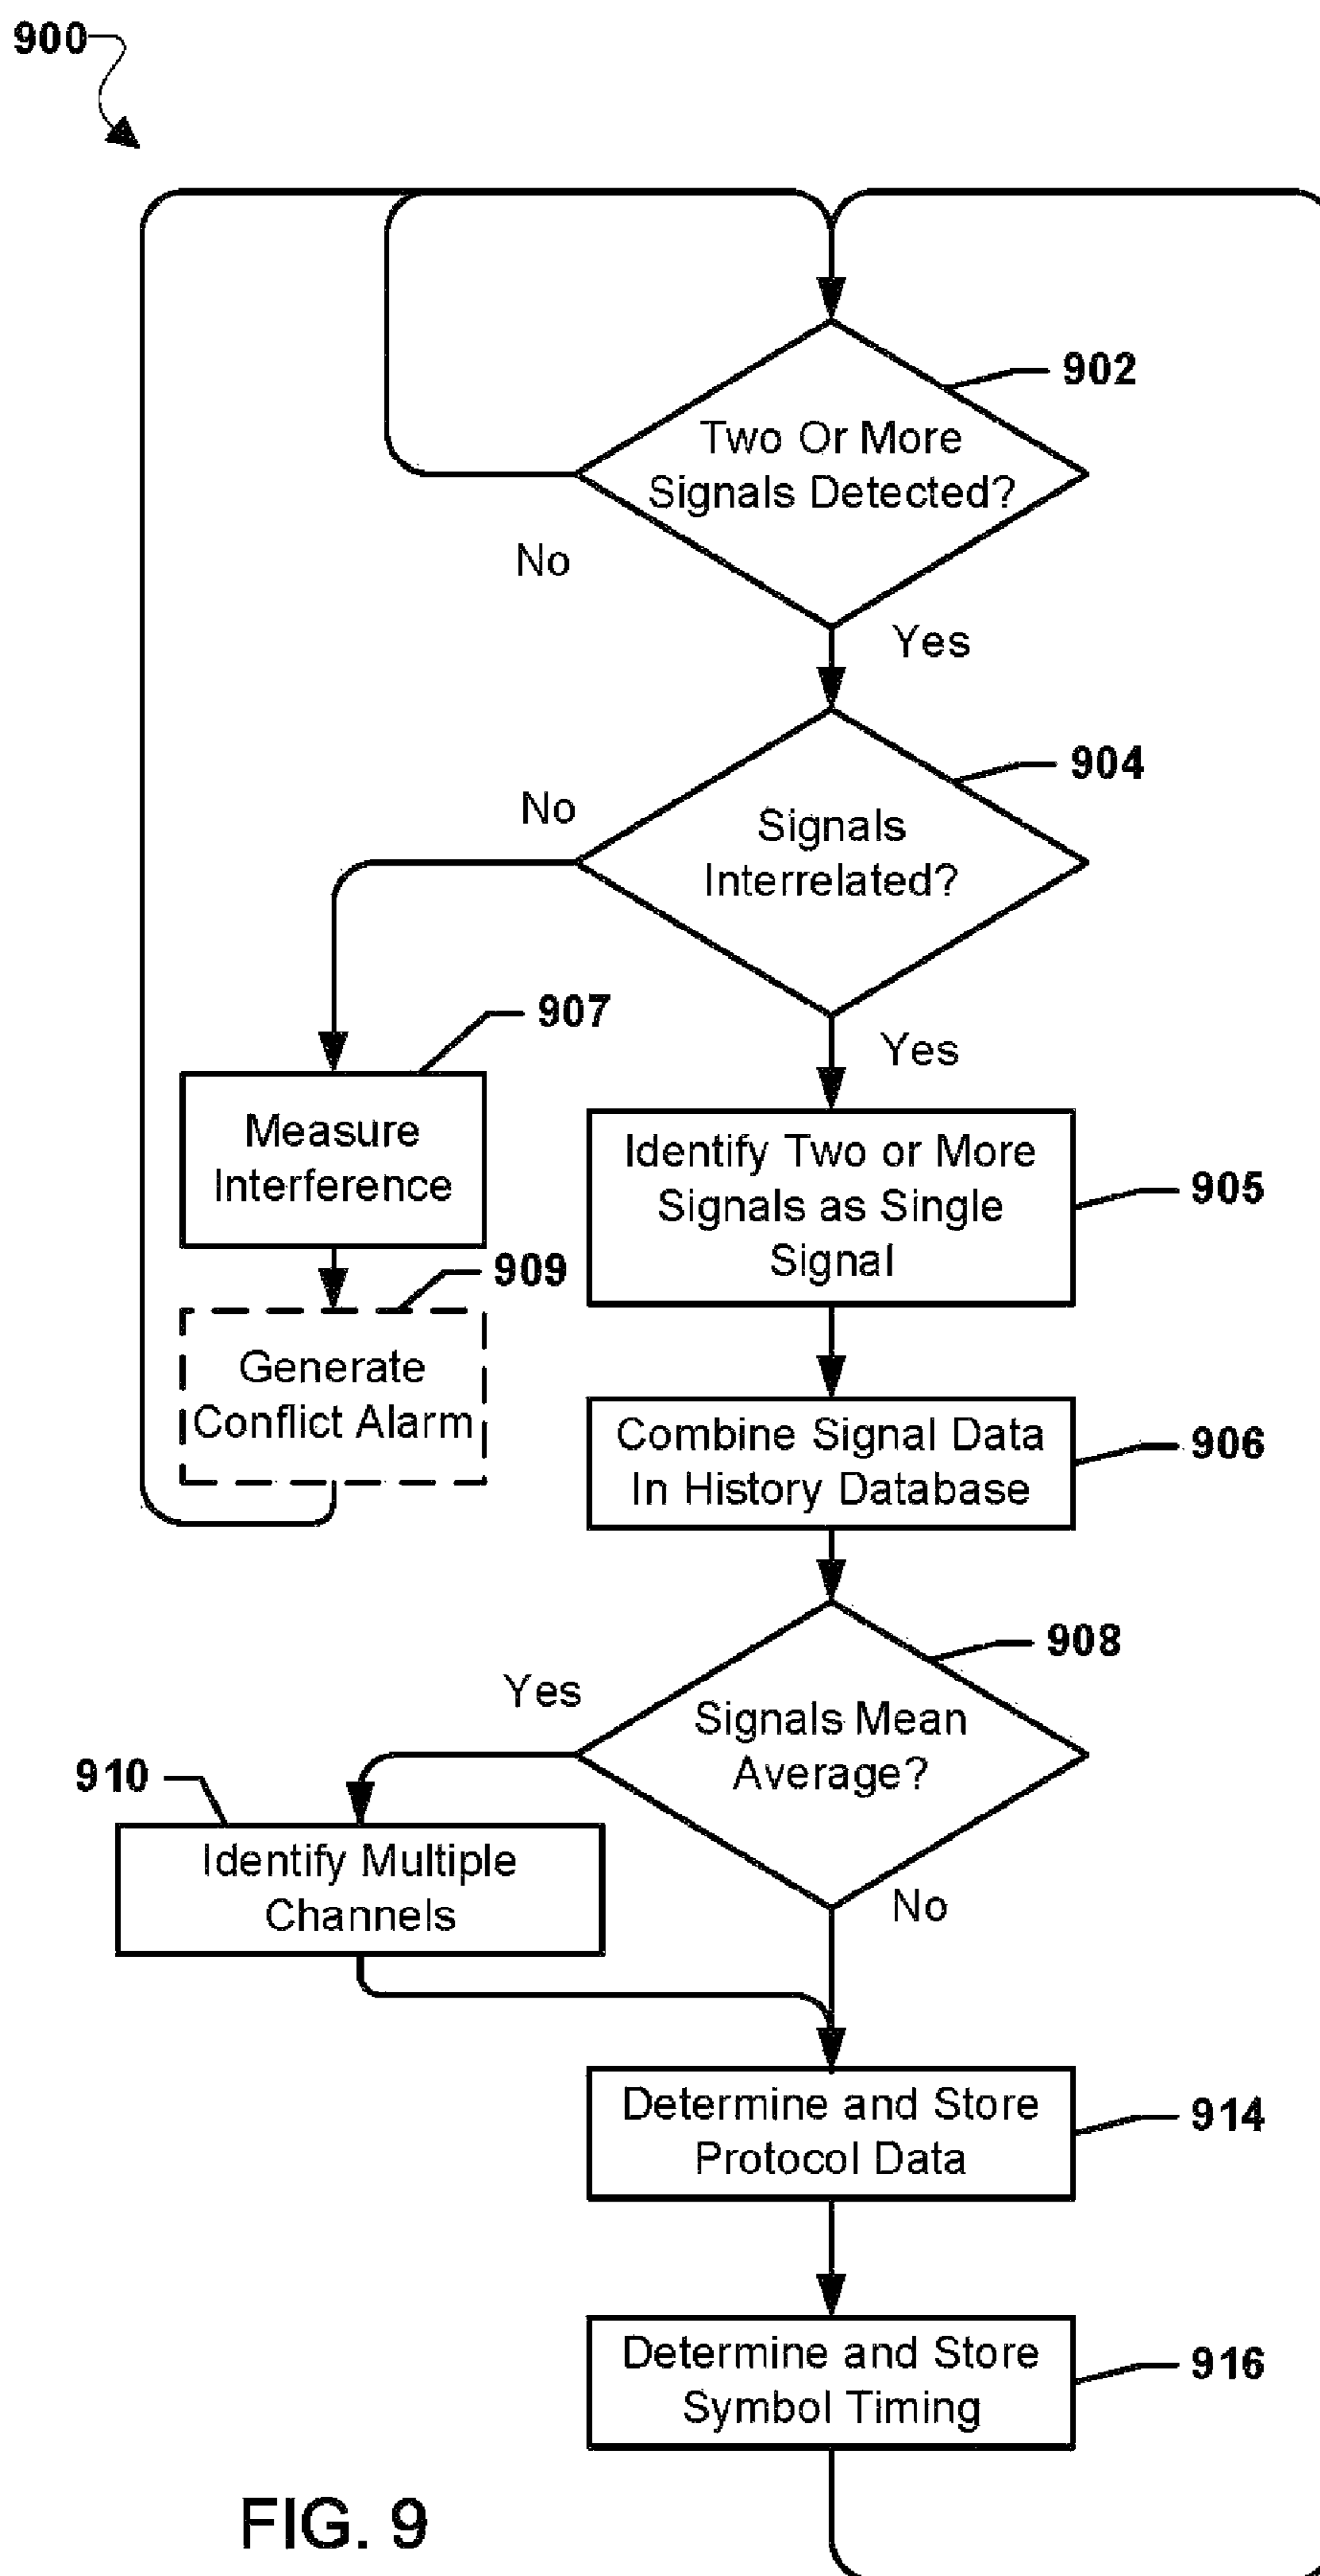 900
902
Two Or More
Signals Detected?
No
Yes
904
No
Signals
Interrelated?
Yes
907
Measure
Interference
Identify Two or More
Signals as Single
Signal
905
909
Generate
Conflict Alarm
Combine Signal Data
In History Database
906
908
Yes
Signals Mean
Average?
910
Identify Multiple
Channels
No
Determine and Store
Protocol Data
914
Determine and Store
Symbol Timing
916
FIG. 9